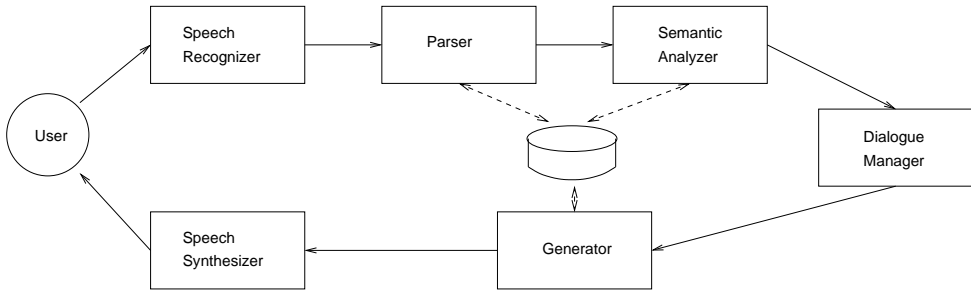 Speech
Recognizer
Parser
Semantic
Analyzer
User
Dialogue
Manager
Speech
Synthesizer
Generator